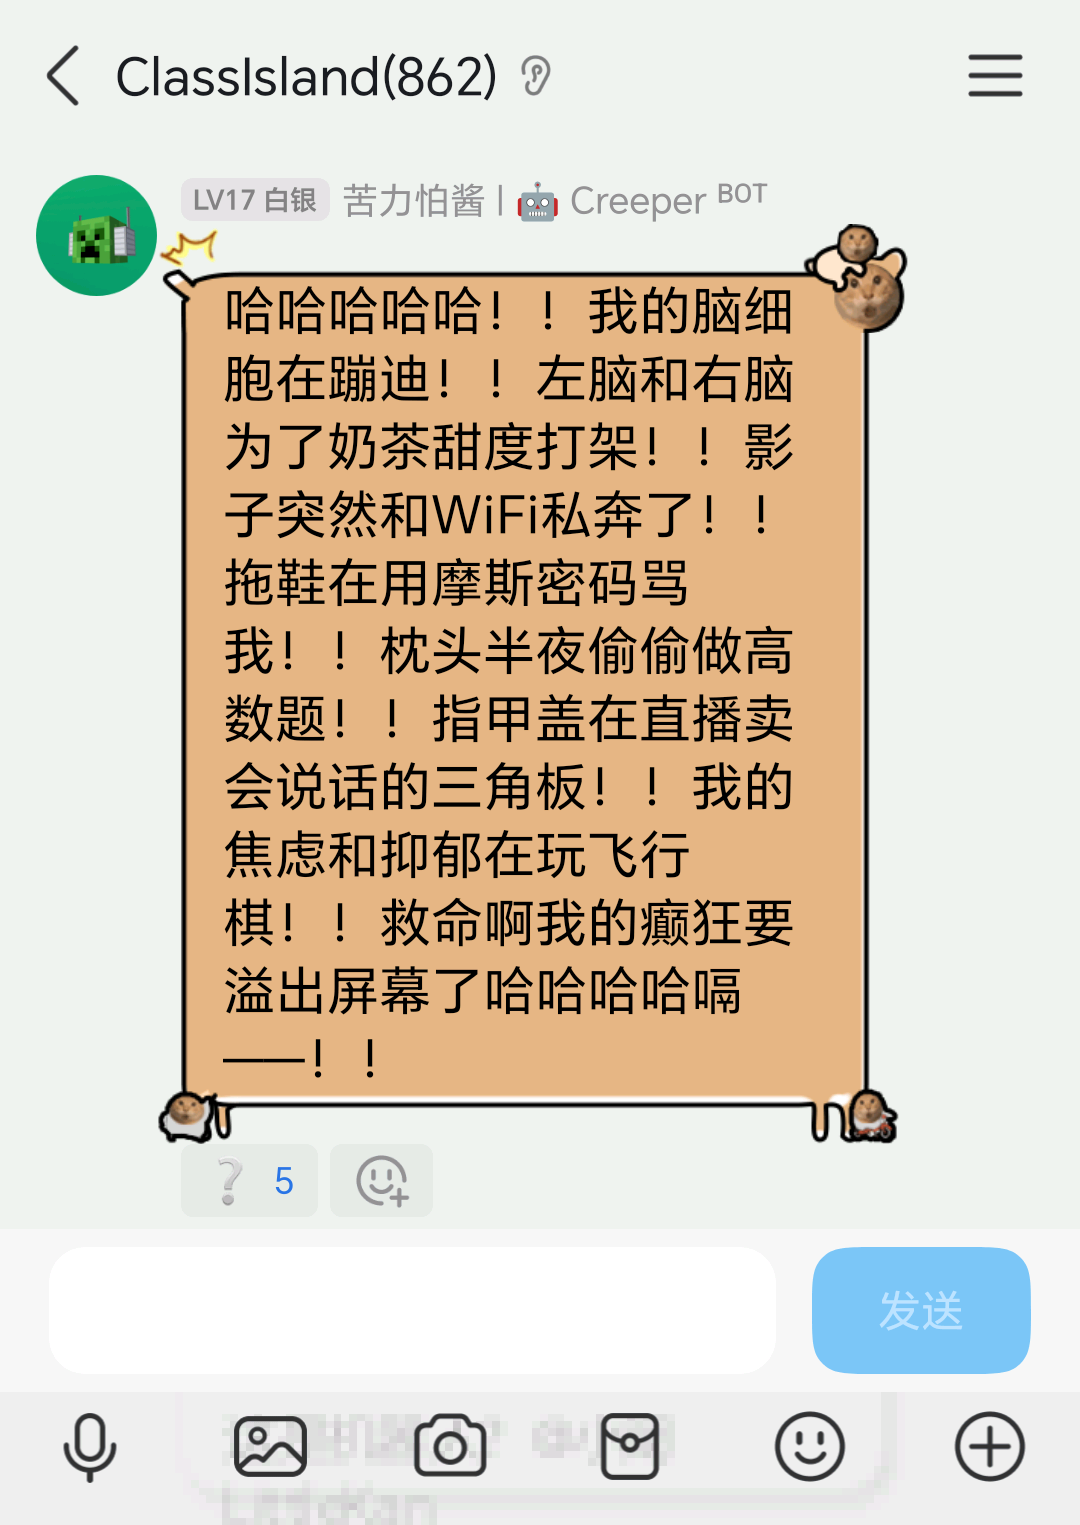 ClassIsland(862)
LV17 白银 苦力怕酱 | 🤖 Creeper BOT
哈哈哈哈哈！！我的脑细
胞在蹦迪！！左脑和右脑
为了奶茶甜度打架！！影
子突然和WiFi私奔了！！
拖鞋在用摩斯密码骂
我！！枕头半夜偷偷做高
数题！！指甲盖在直播卖
会说话的三角板！！我的
焦虑和抑郁在玩飞行
棋！！救命啊我的癫狂要
溢出屏幕了哈哈哈哈嗝
——！！
❔ 5
发送